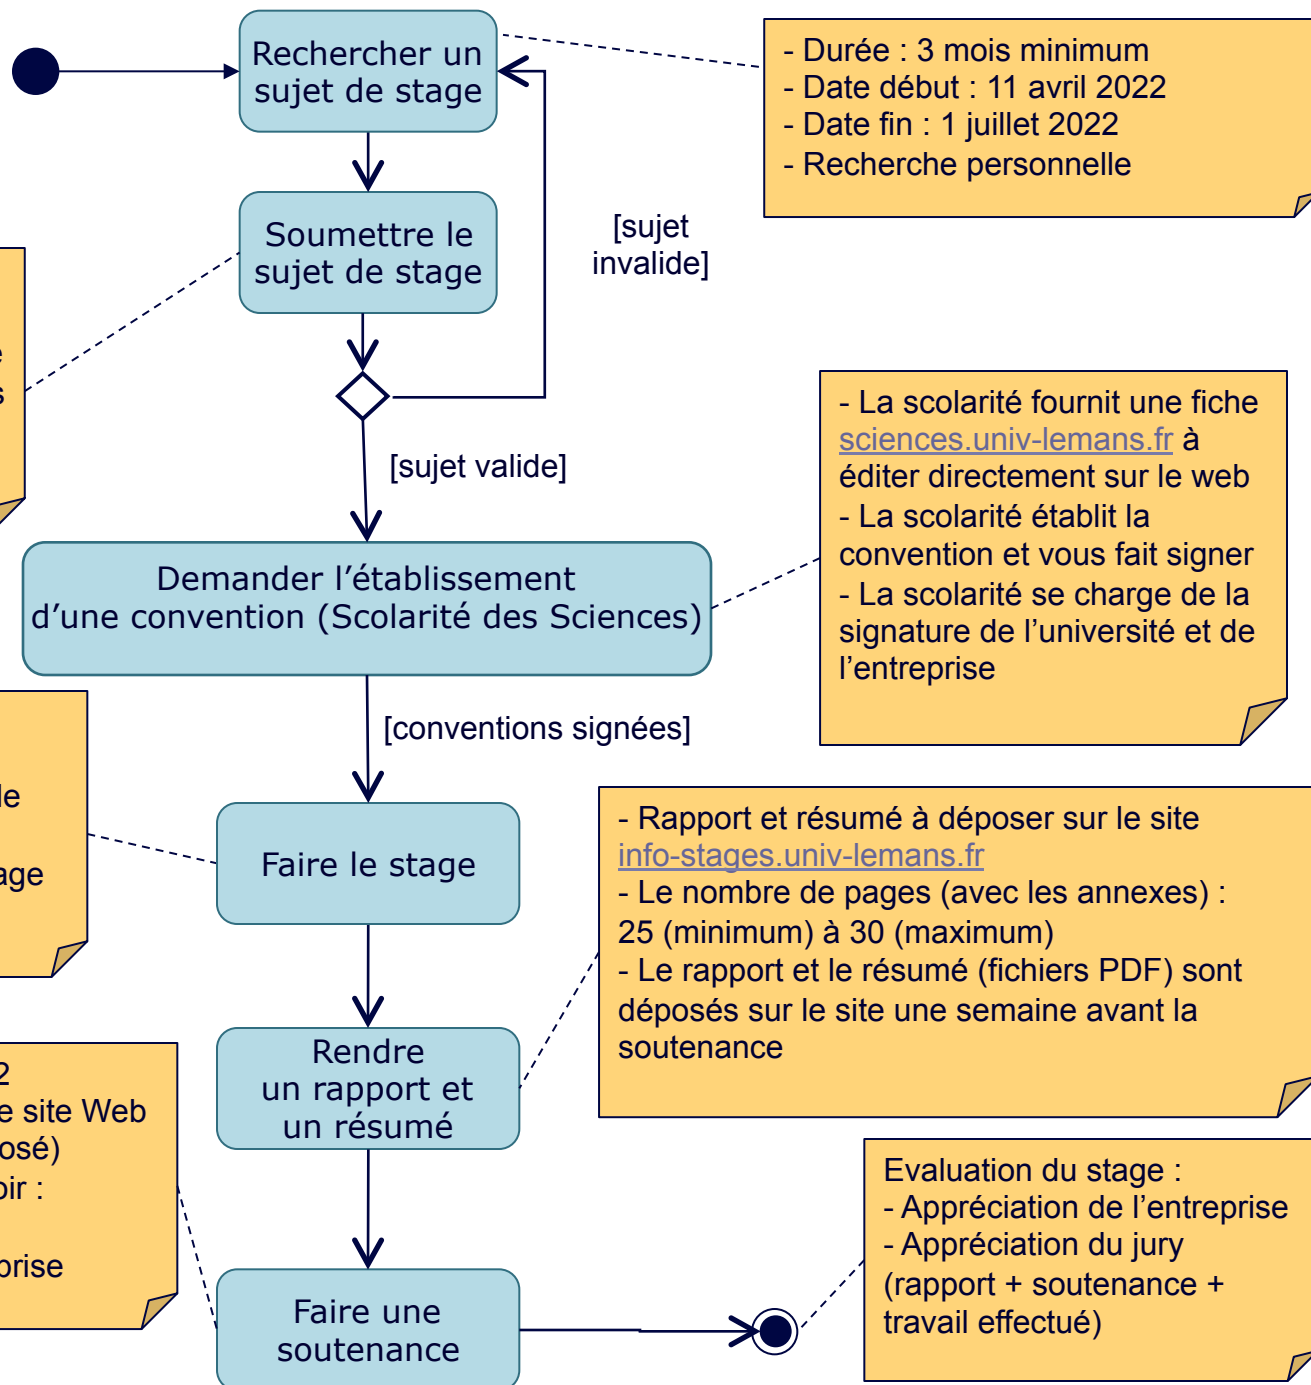 Rechercher un
sujet de stage
- Durée : 3 mois minimum
- Date début : 11 avril 2022
- Date fin : 1 juillet 2022
- Recherche personnelle
Soumettre le
sujet de stage
[sujet
invalide]
[sujet valide]
- La scolarité fournit une fiche
sciences.univ-lemans.fr à
éditer directement sur le web
- La scolarité établit la
convention et vous fait signer
- La scolarité se charge de la
signature de l’université et de
l’entreprise
Demander l’établissement
d’une convention (Scolarité des Sciences)
[conventions signées]
Faire le stage
- Rapport et résumé à déposer sur le site
info-stages.univ-lemans.fr
- Le nombre de pages (avec les annexes) :
25 (minimum) à 30 (maximum)
- Le rapport et le résumé (fichiers PDF) sont
déposés sur le site une semaine avant la
soutenance
Rendre
un rapport et
un résumé
site Web
Evaluation du stage :
- Appréciation de l’entreprise
- Appréciation du jury
(rapport + soutenance +
travail effectué)
Faire une
soutenance